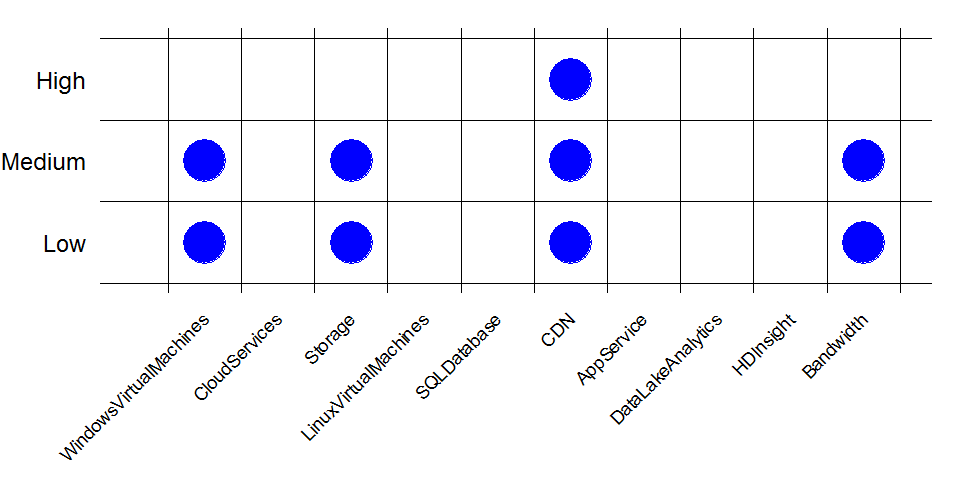 High
Medium
Low
WindowsVirtualMachines
CloudServices
Storage
LinuxVirtualMachines
SQLDatabase
CDN
AppService
DataLakeAnalytics
HDInsight
Bandwidth